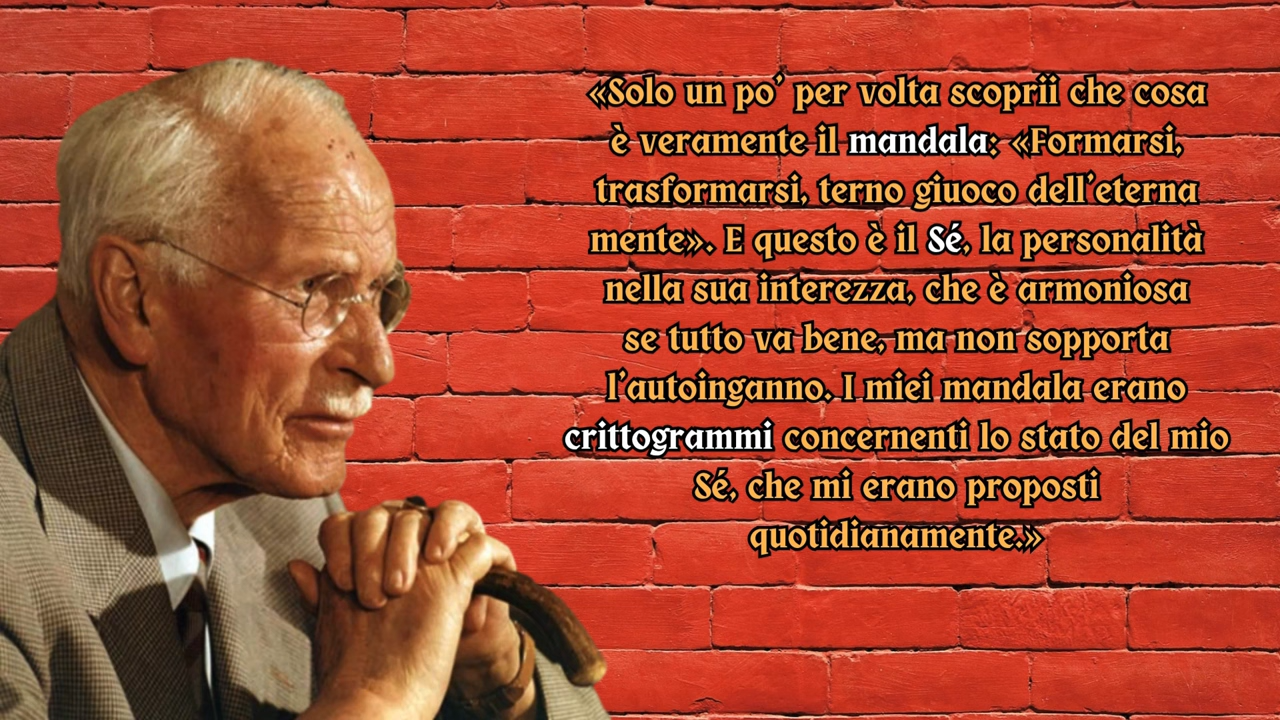 «Solo un po' per volta scoprii che cosa
è veramente il mandala: «Formarsi,
trasformarsi, terno giuoco dell'eterna
mente». E questo è il Sé, la personalità
nella sua interezza, che è armoniosa
se tutto va bene, ma non sopporta
l'autoinganno. I miei mandala erano
crittogrammi concernenti lo stato del mio
Sé, che mi erano proposti
quotidianamente.»